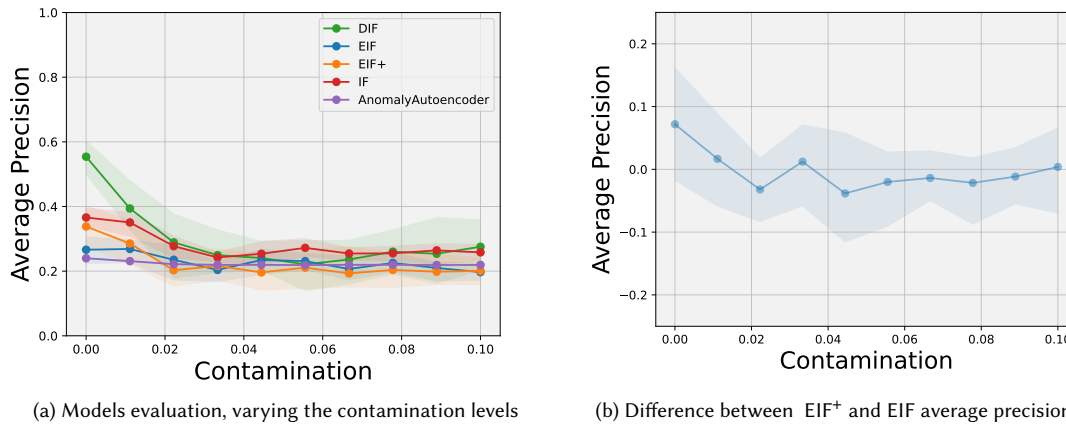 1.0
0.8
0.6
0.4
0.2
0.0
Average Precision
DIF
EIF
EIF+
IF
AnomalyAutoencoder
0.00 0.02 0.04 0.06 0.08 0.10
Contamination
(a) Models evaluation, varying the contamination levels
0.2
0.1
0.0
−0.1
−0.2
Average Precision
0.00 0.02 0.04 0.06 0.08 0.10
Contamination
(b) Difference between EIF⁺ and EIF average precision